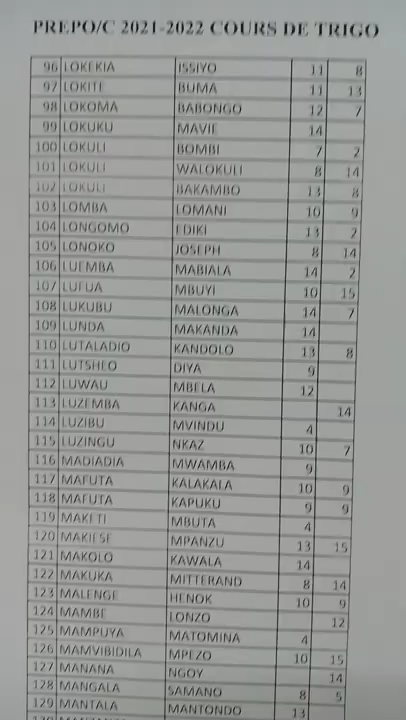 PREPO/C 2021-2022 COURS DE TRIGO
96 LOKEKIA ISSIYO 11 8
97 LOKITE BUMA 11 13
98 LOKOMA BABONGO 12 7
99 LOKUKU MAVIE 14
100 LOKULI BOMBI 7 2
101 LOKULI WALOKULI 8 14
102 LOKULI BAKAMBO 13 8
103 LOMBA LOMANI 10 9
104 LONGOMO EDIKI 13 2
105 LONOKO JOSEPH 8 14
106 LUEMBA MABIALA 14 2
107 LUFUA MBUYI 10 15
108 LUKUBU MALONGA 14 7
109 LUNDA MAKANDA 14
110 LUTALADIO KANDOLO 13 8
111 LUTSHEO DIYA 9
112 LUWAU MBELA 12
113 LUZEMBA KANGA 14
114 LUZIBU MVINDU 4
115 LUZINGU NKAZ 10 7
116 MADIADIA MWAMBA 9
117 MAFUTA KALAKALA 10 9
118 MAFUTA KAPUKU 9 9
119 MAKETI MBUTA 4
120 MAKIESE MPANZU 13 15
121 MAKOLO KAWALA 14
122 MAKUKA MITTERAND 8 14
123 MALENGE HENOK 10 9
124 MAMBE LONZO 12
125 MAMPUYA MATOMINA 4
126 MAMVIBIDILA MPEZO 10 15
127 MANANA NGOY 14
128 MANGALA SAMANO 8 5
129 MANTALA MANTONDO 13